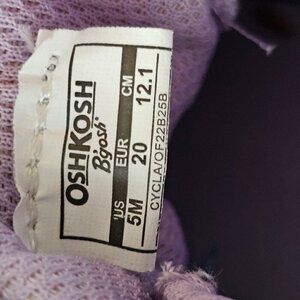 OSHKOSH
B'gosh
US EUR CM
5M 20 12.1
CYCLA/OF22B25B